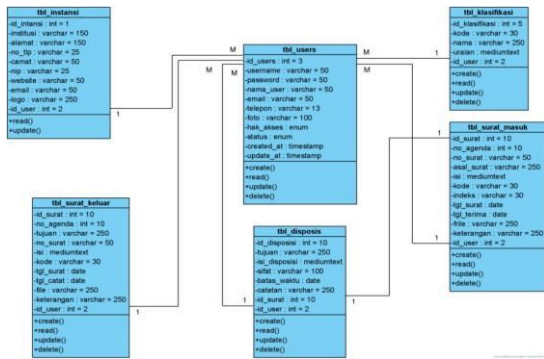 tbl_instansi
-id_intansi : int = 1
-institusi : varchar = 150
-alamat : varchar = 150
-no_tlp : varchar = 25
-camat : varchar = 50
-nip : varchar = 25
-website : varchar = 50
-email : varchar = 50
-logo : varchar = 250
-id_user : int = 2
+read()
+update()
1
M
M
M
tbl_users
-id_users : int = 3
-username : varchar = 50
-password : varchar = 50
-nama_user : varchar = 50
-email : varchar = 50
-telepon : varchar = 13
-foto : varchar = 100
-hak_akses : enum
-status : enum
-created_at : timestamp
-update_at : timestamp
+create()
+read()
+update()
+delete()
M
M
1
tbl_klasifikasi
-id_klasifikasi : int = 5
-kode : varchar = 30
-nama : varchar = 250
-uraian : mediumtext
-id_user : int = 2
+create()
+read()
+update()
+delete()
tbl_surat_masuk
-id_surat : int = 10
-no_agenda : int = 10
-no_surat : varchar = 50
-asal_surat : varchar = 250
-isi : mediumtext
-kode : varchar = 30
-indeks : varchar = 30
-tgl_surat : date
-tgl_terima : date
-keterangan : varchar = 250
-id_user : int = 2
+create()
+read()
+update()
+delete()
1
1
tbl_surat_keluar
-id_surat : int = 10
-no_agenda : int = 10
-tujuan : varchar = 250
-no_surat : varchar = 50
-isi : mediumtext
-kode : varchar = 30
-tgl_surat : date
-tgl_catat : date
-file : varchar = 250
-keterangan : varchar = 250
-id_user : int = 2
+create()
+read()
+update()
+delete()
1
1
tbl_disposis
-id_disposisi : int = 10
-tujuan : varchar = 250
-isi_disposisi : mediumtext
-sifat : varchar = 100
-batas_waktu : date
-catatan : varchar = 250
-id_surat : int = 10
-id_user : int = 2
+create()
+read()
+update()
+delete()
1